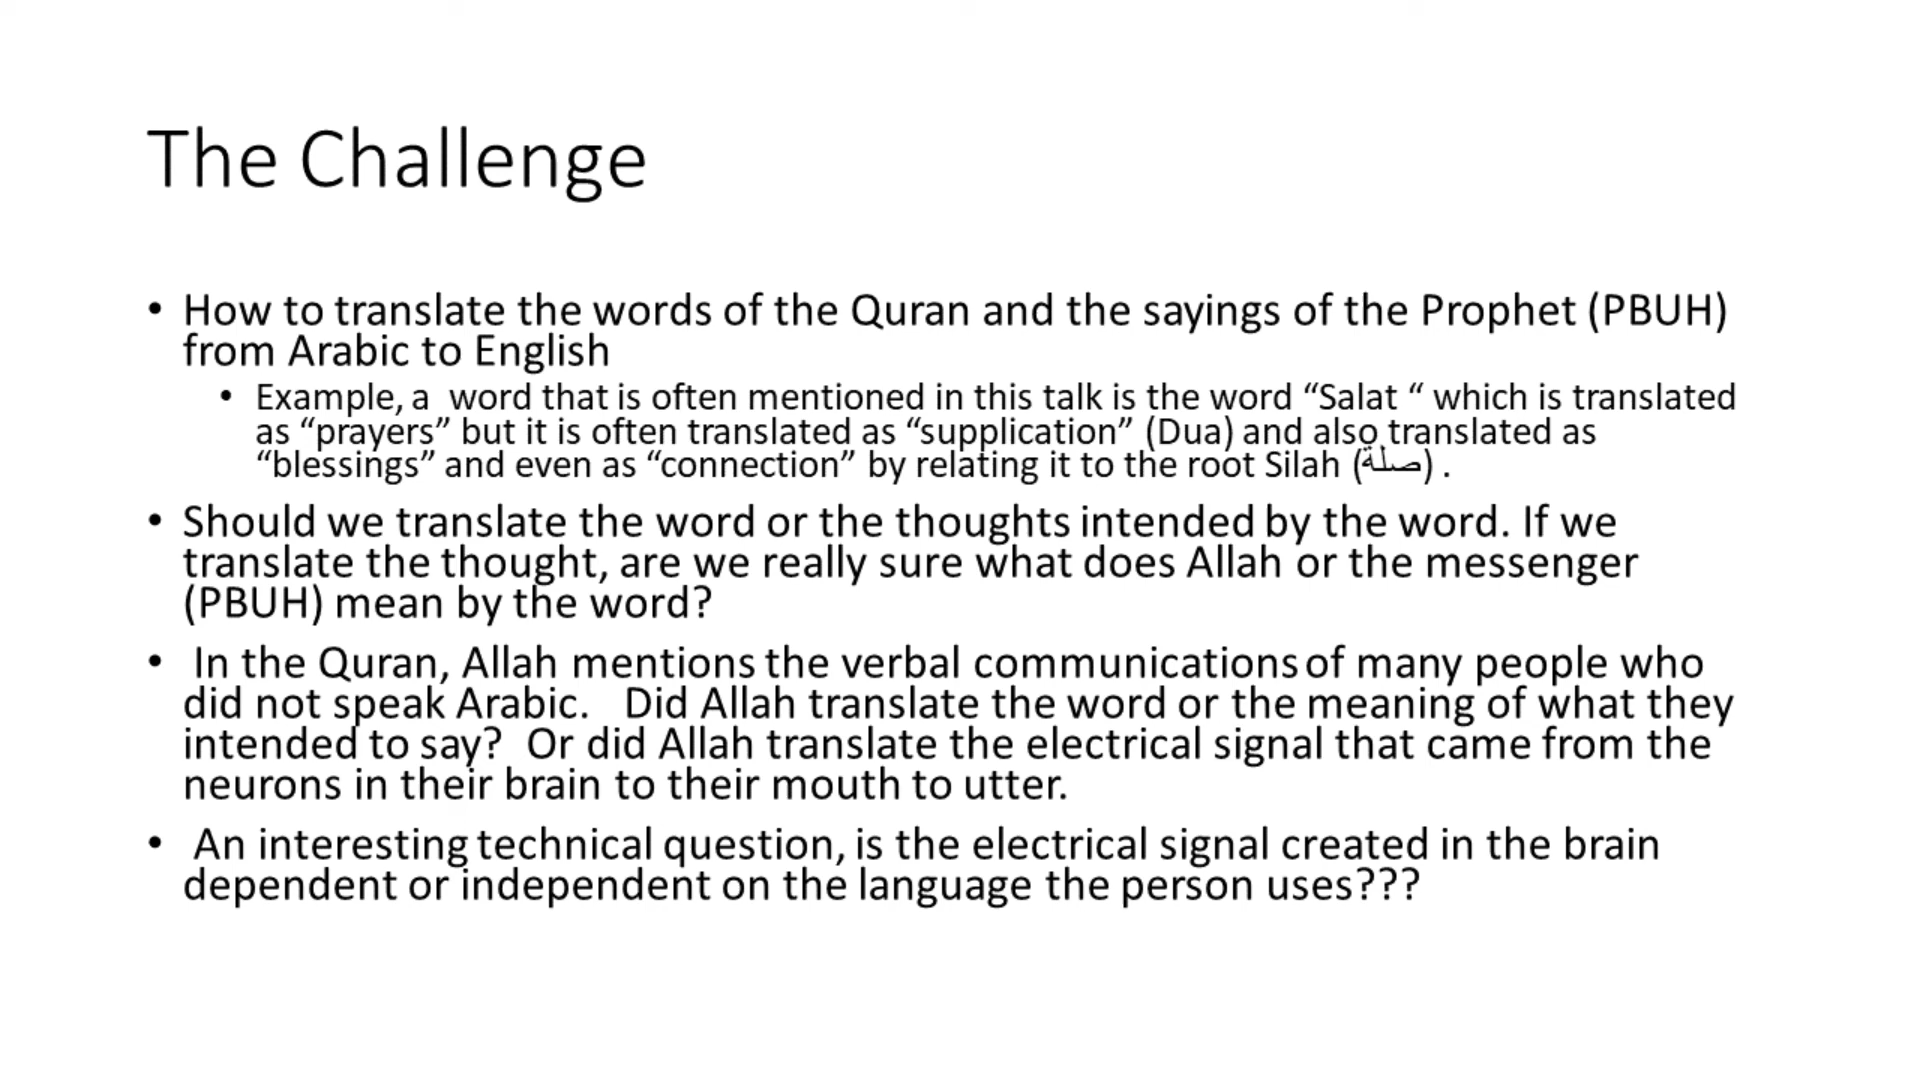 The Challenge
• How to translate the words of the Quran and the sayings of the Prophet (PBUH)
from Arabic to English
• Example, a  word that is often mentioned in this talk is the word “Salat “ which is translated
as “prayers” but it is often translated as “supplication” (Dua) and also translated as
“blessings” and even as “connection” by relating it to the root Silah (صلة) .
• Should we translate the word or the thoughts intended by the word. If we
translate the thought, are we really sure what does Allah or the messenger
(PBUH) mean by the word?
• In the Quran, Allah mentions the verbal communications of many people who
did not speak Arabic.   Did Allah translate the word or the meaning of what they
intended to say?  Or did Allah translate the electrical signal that came from the
neurons in their brain to their mouth to utter.
• An interesting technical question, is the electrical signal created in the brain
dependent or independent on the language the person uses???